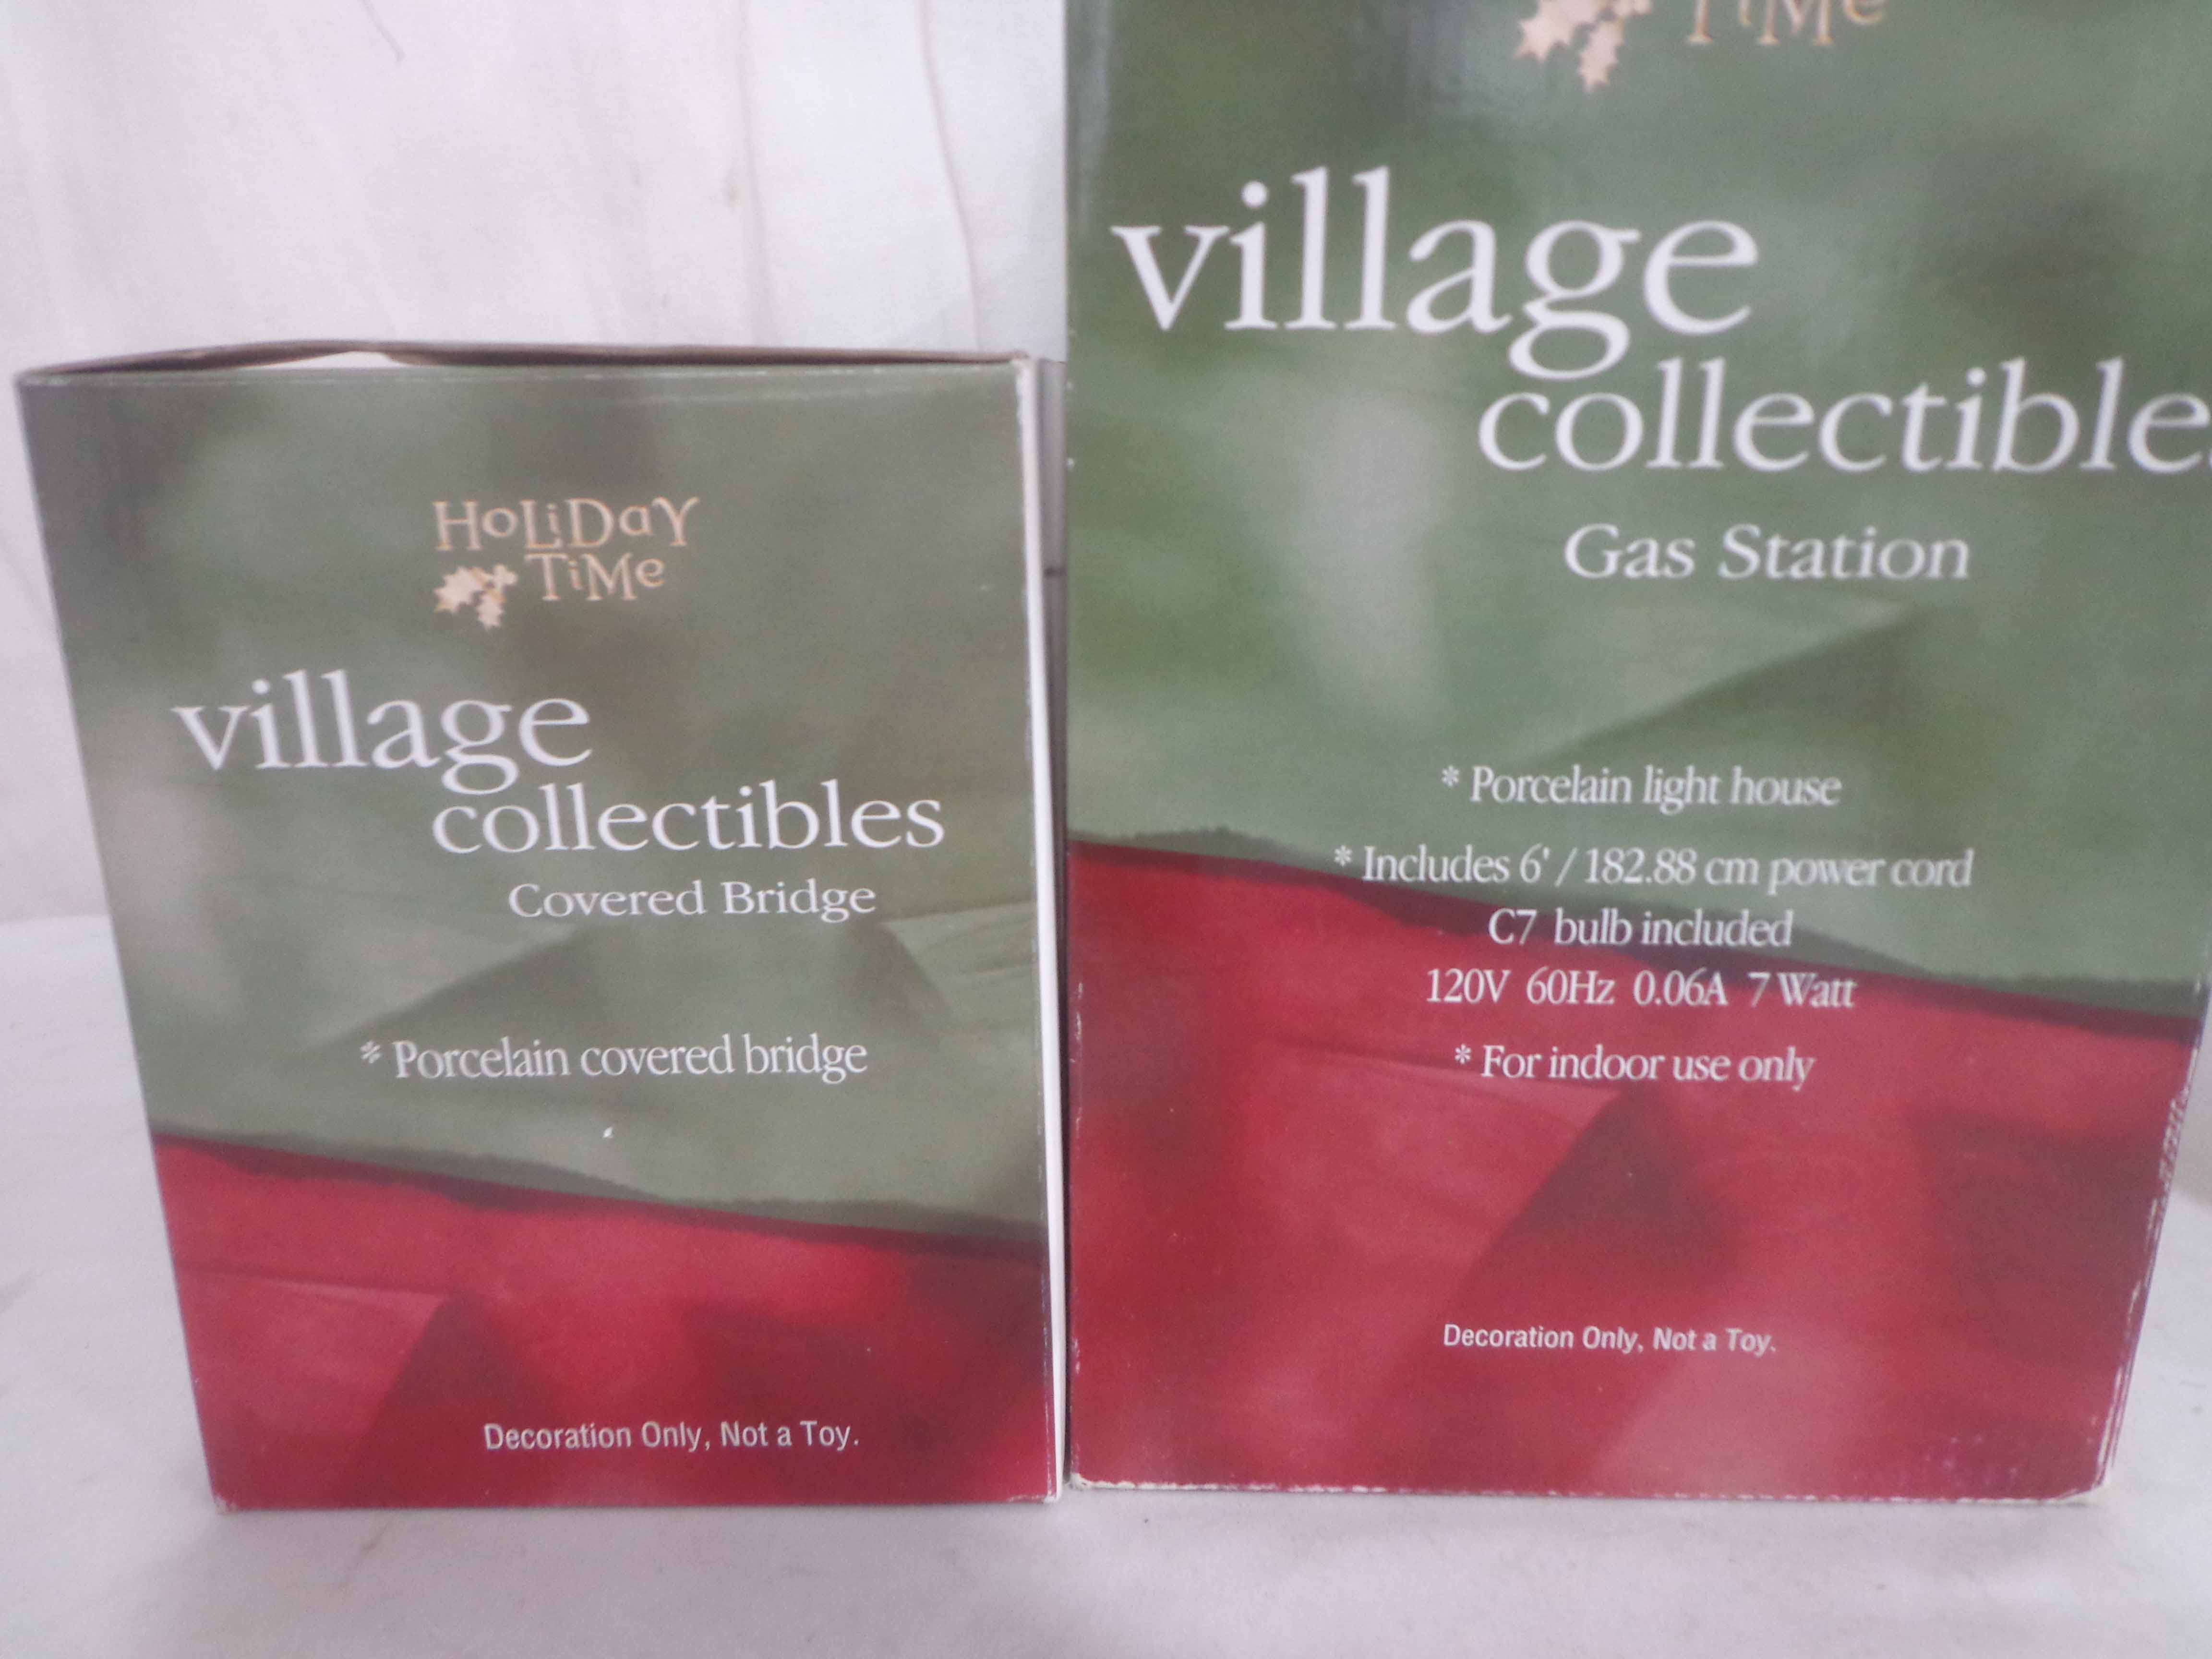 HOLiDaY
TiMe
village
collectibles
Covered Bridge
* Porcelain covered bridge
Decoration Only, Not a Toy.
TiMe
village
collectible
Gas Station
* Porcelain light house
* Includes 6' / 182.88 cm power cord
C7 bulb included
120V 60Hz 0.06A 7 Watt
* For indoor use only
Decoration Only, Not a Toy.